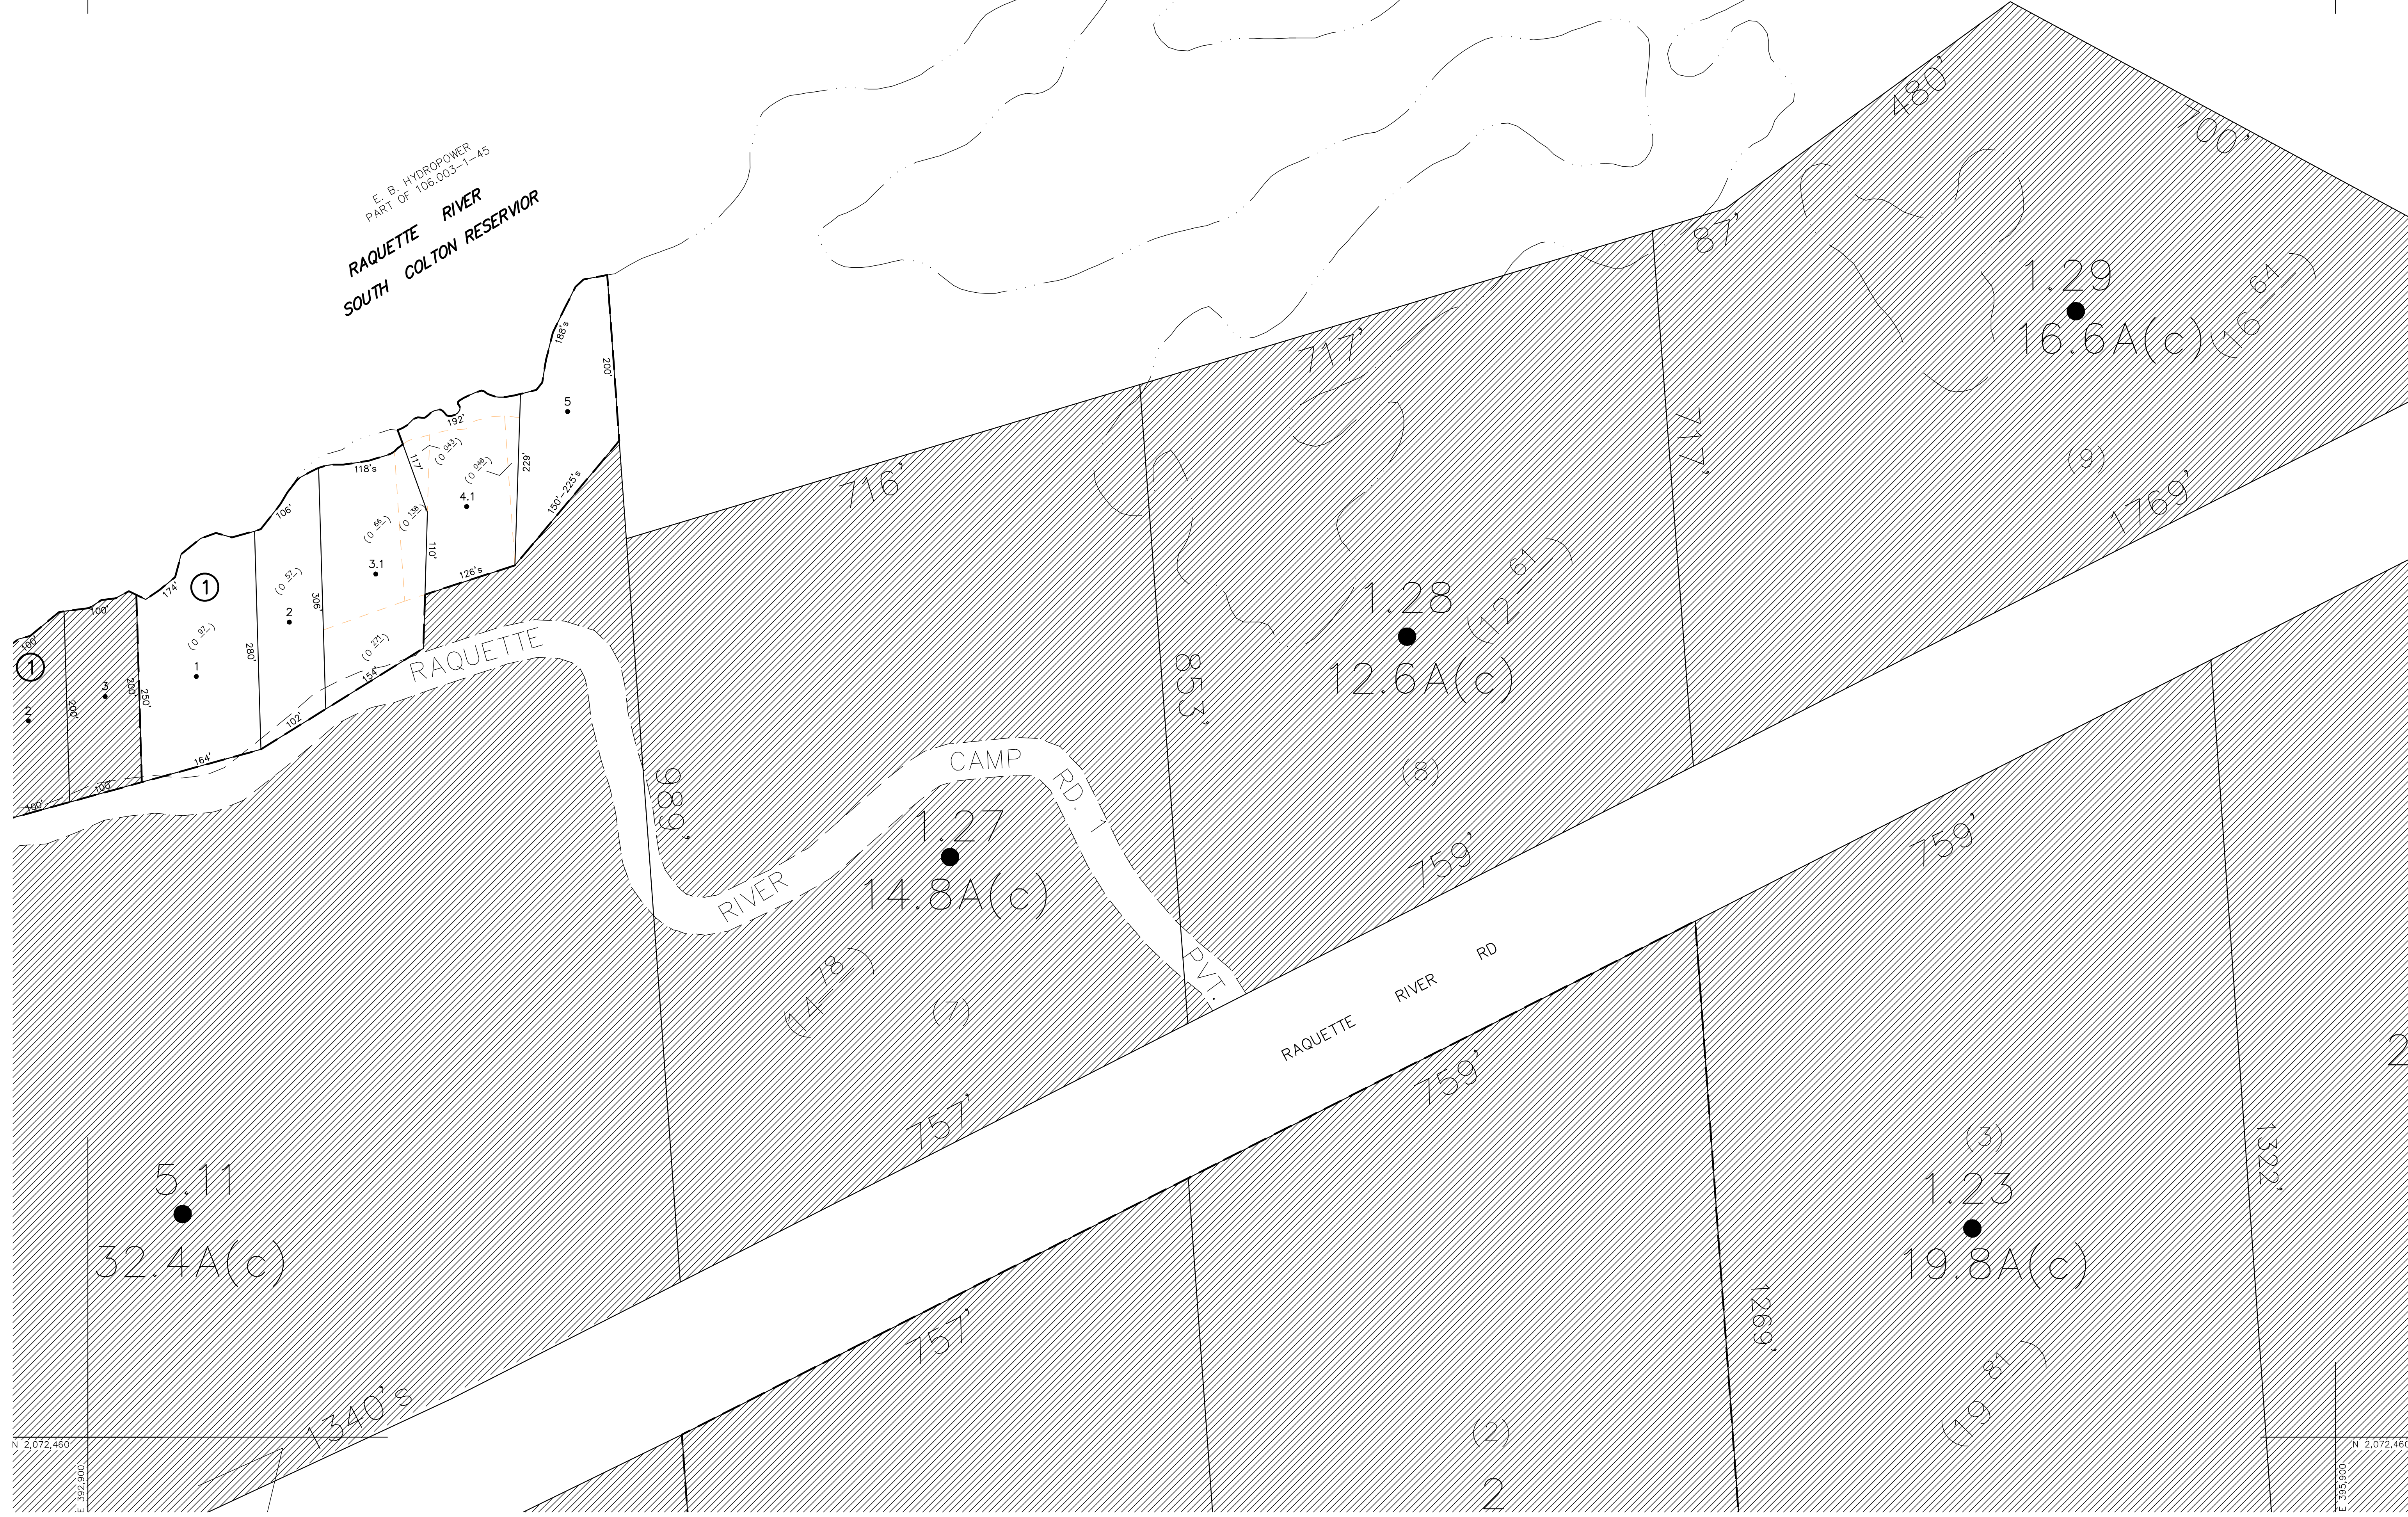 E. B. HYDROPOWER
PART OF 106.003-1-45
RAQUETTE RIVER
SOUTH COLTON RESERVIOR
480'
700'
87'
1.29
16.6A(c)
(16 64)
717'
717'
(9)
1769'
188's
200'
5
192'
(0 043)
(0 046)
117'
4.1
229'
150'-225's
118's
(0 66)
(0 138)
110'
126's
3.1
106'
(0 57)
2
306'
(0 271)
154'
174'
1
(0 97)
1
280'
250'
102'
164'
100'
3
200'
100'
100'
1
2
200'
100'
716'
1.28
12.6A(c)
(12 61)
853'
(8)
759'
RAQUETTE
RIVER
CAMP
RD. 1
PVT.
989'
1.27
14.8A(c)
(14 78)
(7)
757'
RAQUETTE RIVER RD
759'
759'
757'
5.11
32.4A(c)
1340's
(3)
1.23
19.8A(c)
(19 81)
1269'
1322'
2
(2)
2
N 2,072,460
E 392,900
N 2,072,460
E 395,900